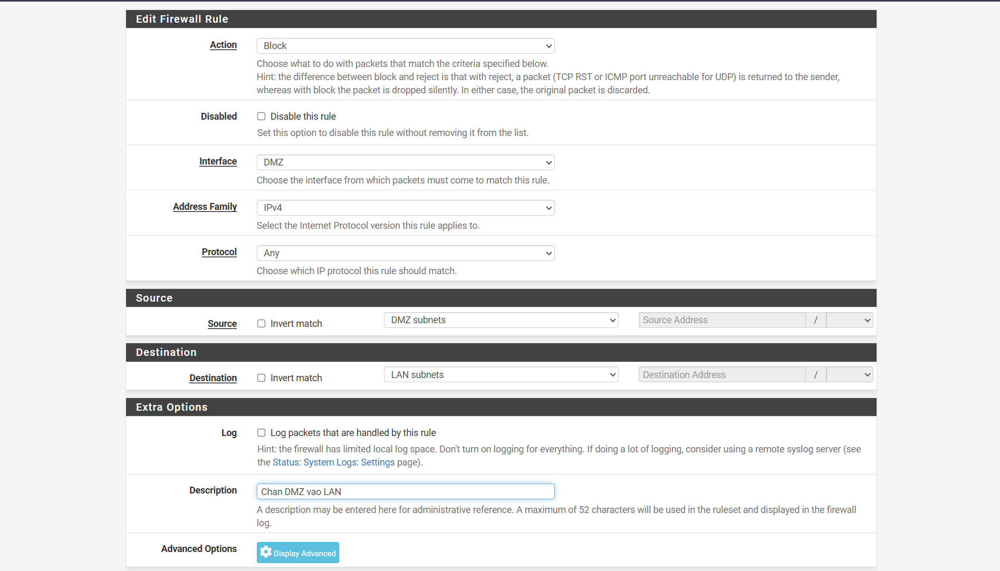 Edit Firewall Rule
Action
Block
Choose what to do with packets that match the criteria specified below.
Hint: the difference between block and reject is that with reject, a packet (TCP RST or ICMP port unreachable for UDP) is returned to the sender,
whereas with block the packet is dropped silently. In either case, the original packet is discarded.
Disabled
Disable this rule
Set this option to disable this rule without removing it from the list.
Interface
DMZ
Choose the interface from which packets must come to match this rule.
Address Family
IPv4
Select the Internet Protocol version this rule applies to.
Protocol
Any
Choose which IP protocol this rule should match.
Source
Source
Invert match
DMZ subnets
Source Address
/
Destination
Destination
Invert match
LAN subnets
Destination Address
/
Extra Options
Log
Log packets that are handled by this rule
Hint: the firewall has limited local log space. Don't turn on logging for everything. If doing a lot of logging, consider using a remote syslog server (see
the Status: System Logs: Settings page).
Description
Chan DMZ vao LAN
A description may be entered here for administrative reference. A maximum of 52 characters will be used in the ruleset and displayed in the firewall
log.
Advanced Options
Display Advanced